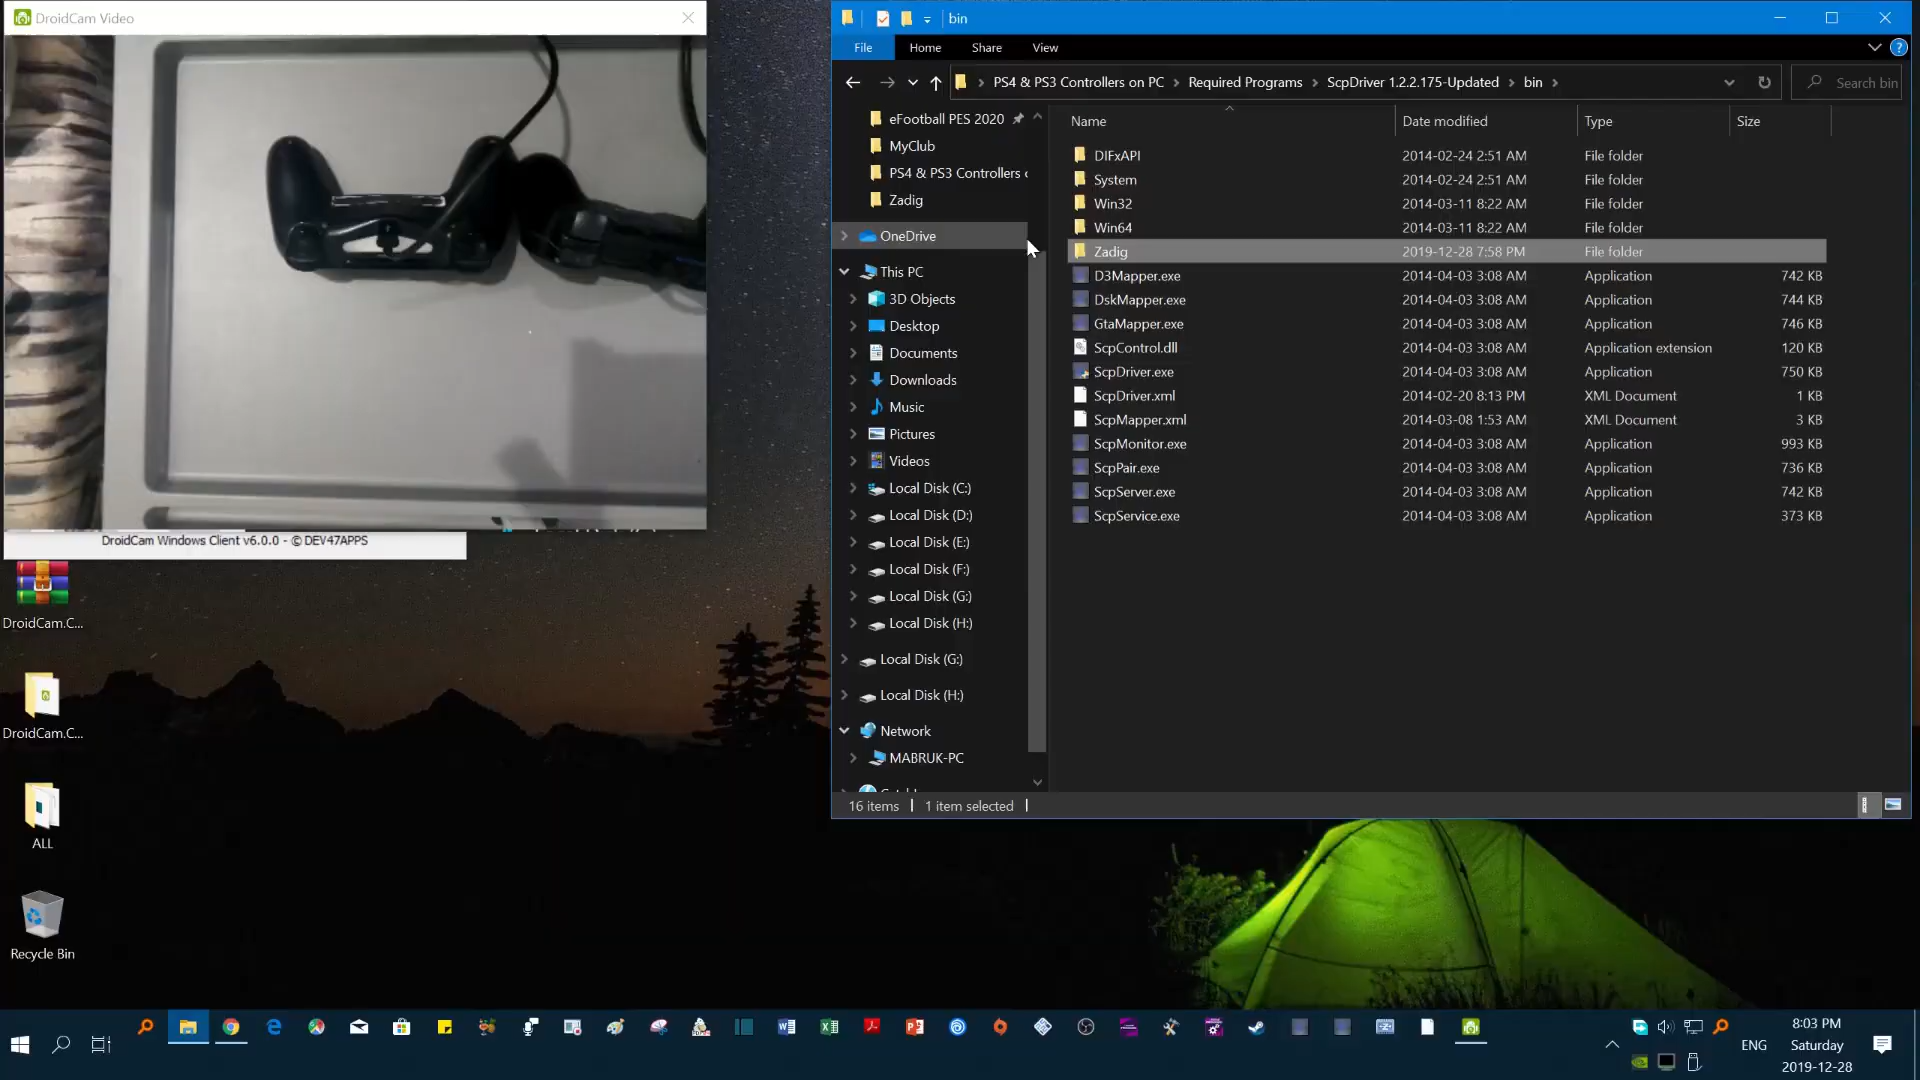 DroidCam Video
bin
File
Home
Share
View
PS4 & PS3 Controllers on PC
Required Programs
ScpDriver 1.2.2.175-Updated
bin
Search bin
eFootball PES 2020
MyClub
PS4 & PS3 Controllers
Zadig
OneDrive
This PC
3D Objects
Desktop
Documents
Downloads
Music
Pictures
Videos
Local Disk (C:)
Local Disk (D:)
Local Disk (E:)
Local Disk (F:)
Local Disk (G:)
Local Disk (H:)
Local Disk (G:)
Local Disk (H:)
Network
MABRUK-PC
Name Date modified Type Size
DIFxAPI 2014-02-24 2:51 AM File folder
System 2014-02-24 2:51 AM File folder
Win32 2014-03-11 8:22 AM File folder
Win64 2014-03-11 8:22 AM File folder
Zadig 2019-12-28 7:58 PM File folder
D3Mapper.exe 2014-04-03 3:08 AM Application 742 KB
DskMapper.exe 2014-04-03 3:08 AM Application 744 KB
GtaMapper.exe 2014-04-03 3:08 AM Application 746 KB
ScpControl.dll 2014-04-03 3:08 AM Application extension 120 KB
ScpDriver.exe 2014-04-03 3:08 AM Application 750 KB
ScpDriver.xml 2014-02-20 8:13 PM XML Document 1 KB
ScpMapper.xml 2014-03-08 1:53 AM XML Document 3 KB
ScpMonitor.exe 2014-04-03 3:08 AM Application 993 KB
ScpPair.exe 2014-04-03 3:08 AM Application 736 KB
ScpServer.exe 2014-04-03 3:08 AM Application 742 KB
ScpService.exe 2014-04-03 3:08 AM Application 373 KB
16 items
1 item selected
DroidCam Windows Client v6.0.0 - © DEV47APPS
DroidCam.C...
DroidCam.C...
ALL
Recycle Bin
ENG
8:03 PM
Saturday
2019-12-28